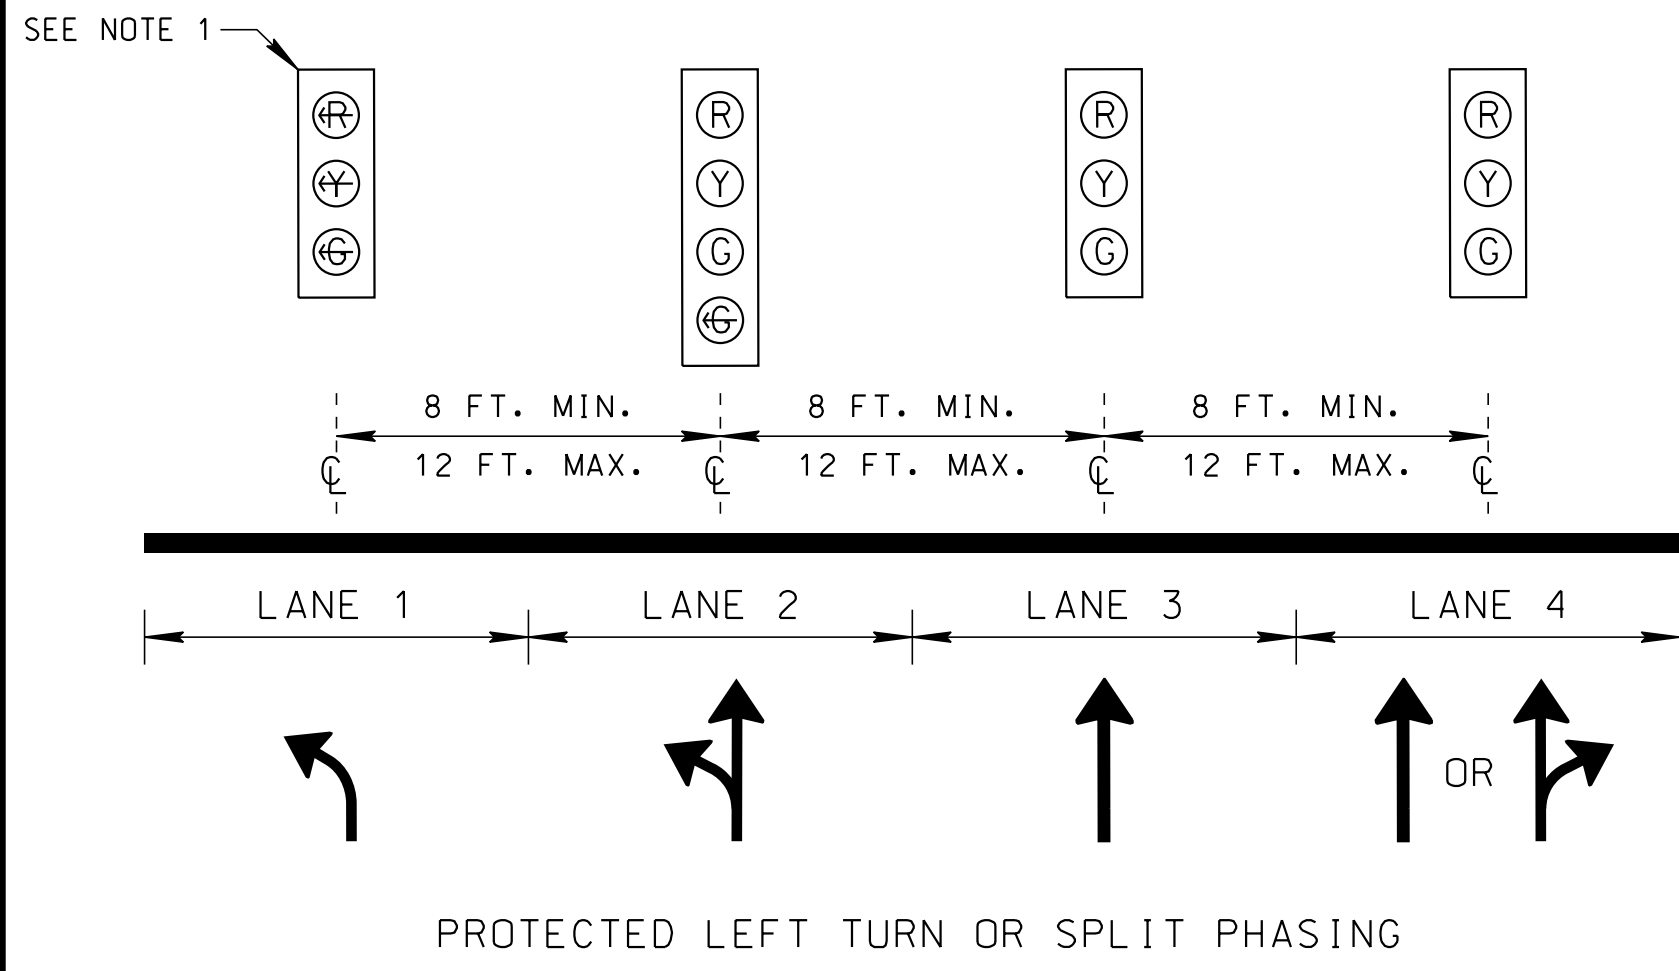 SEE NOTE 1
R R R R
Y Y Y Y
G G G G
G
8 FT. MIN. 8 FT. MIN. 8 FT. MIN.
12 FT. MAX. 12 FT. MAX. 12 FT. MAX.
℄ ℄ ℄ ℄
LANE 1 LANE 2 LANE 3 LANE 4
OR
PROTECTED LEFT TURN OR SPLIT PHASING